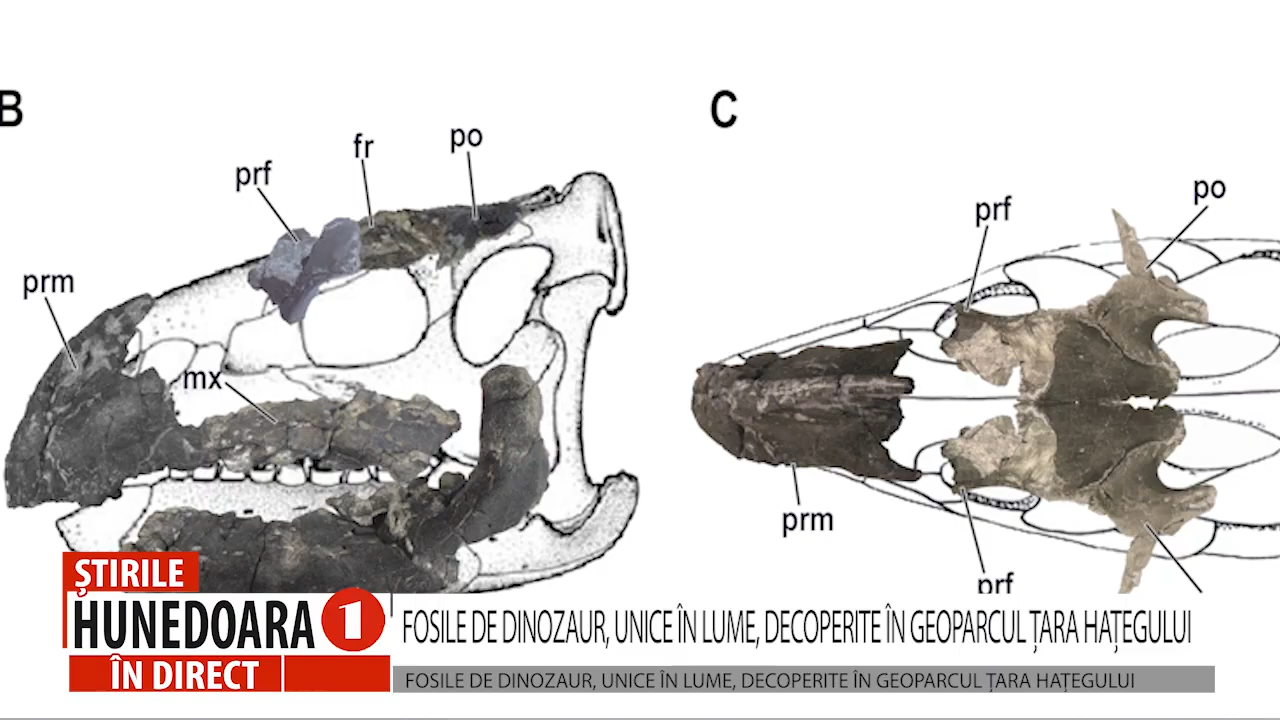 B
C
fr
po
prf
prm
mx
po
prf
prm
prf
ȘTIRILE
HUNEDOARA 1
ÎN DIRECT
FOSILE DE DINOZAUR, UNICE ÎN LUME, DECOPERITE ÎN GEOPARCUL ȚARA HAȚEGULUI
FOSILE DE DINOZAUR, UNICE ÎN LUME, DECOPERITE ÎN GEOPARCUL ȚARA HAȚEGULUI